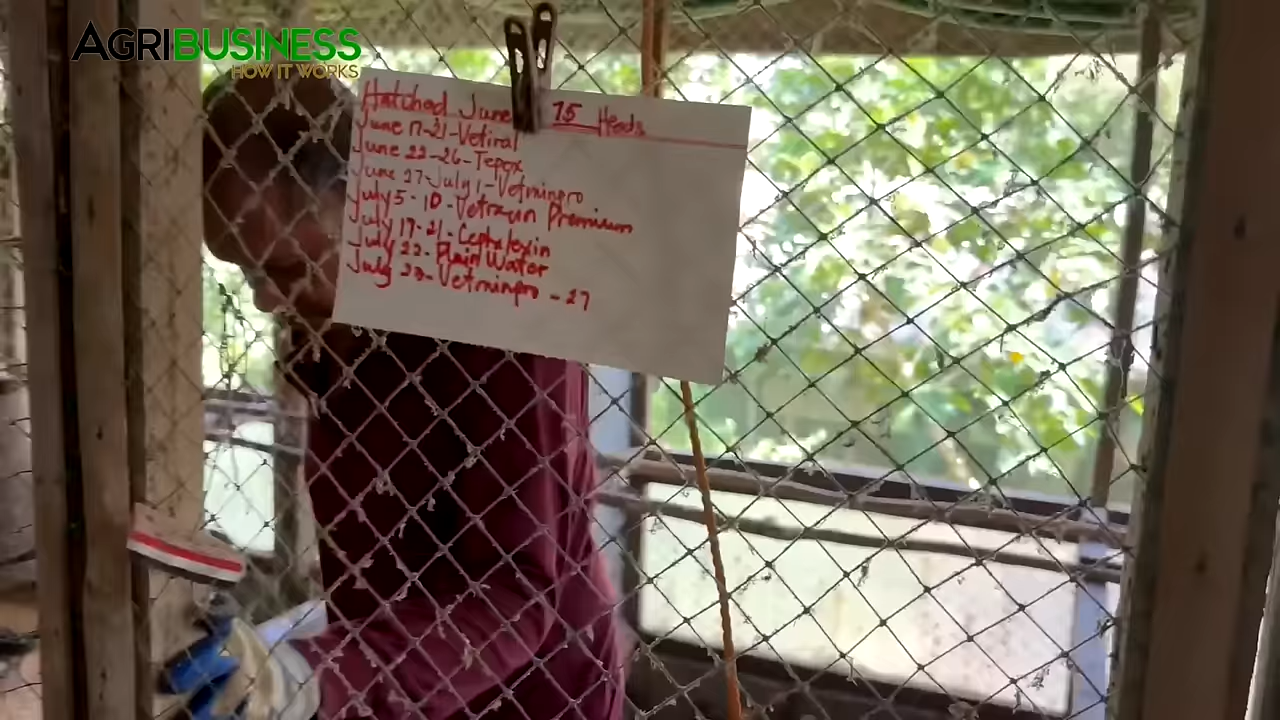 AGRIBUSINESS
HOW IT WORKS
Hatched June 15 Heads
June 17-21-Vetiral
June 22-26-Tepox
June 27-July 1-Vetminpro
July 5-10-Vetracin Premium
July 17-21-Cephalexin
July 22-Plain Water
July 23-Vetminpro - 27